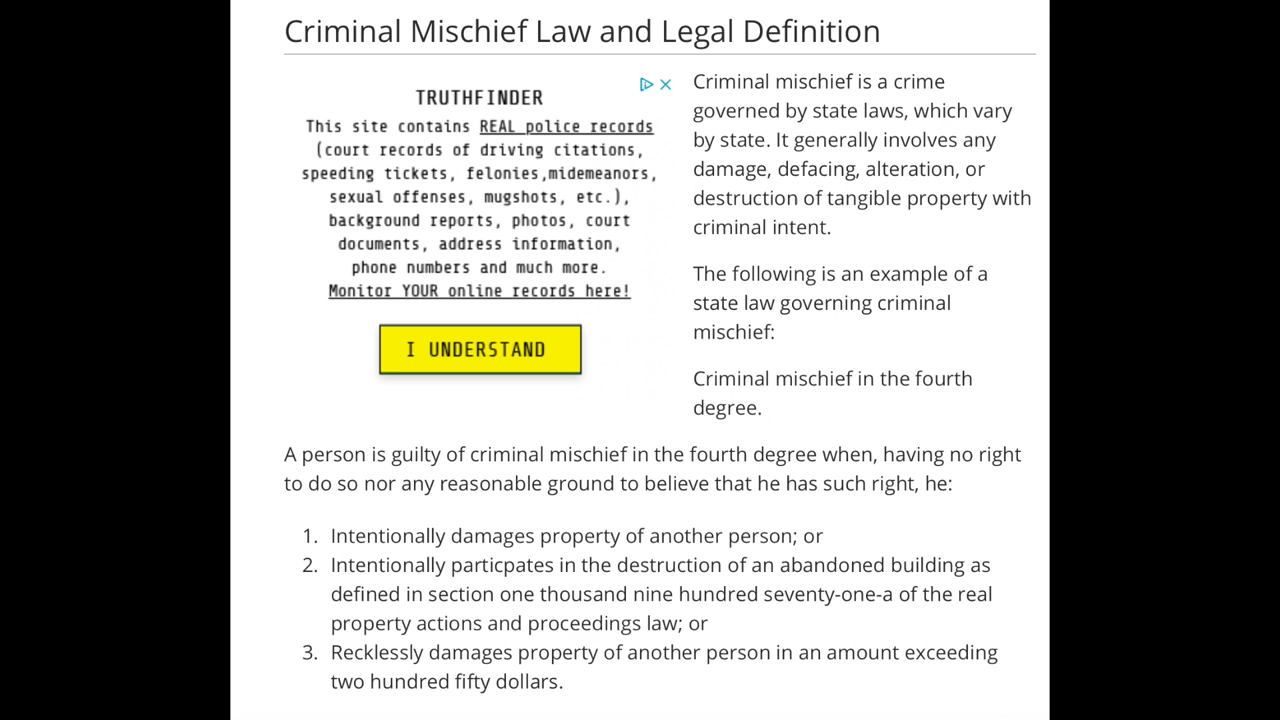 Criminal Mischief Law and Legal Definition
TRUTHFINDER
This site contains REAL police records
(court records of driving citations,
speeding tickets, felonies,midemeanors,
sexual offenses, mugshots, etc.),
background reports, photos, court
documents, address information,
phone numbers and much more.
Monitor YOUR online records here!
I UNDERSTAND
Criminal mischief is a crime
governed by state laws, which vary
by state. It generally involves any
damage, defacing, alteration, or
destruction of tangible property with
criminal intent.
The following is an example of a
state law governing criminal
mischief:
Criminal mischief in the fourth
degree.
A person is guilty of criminal mischief in the fourth degree when, having no right
to do so nor any reasonable ground to believe that he has such right, he:
1. Intentionally damages property of another person; or
2. Intentionally particpates in the destruction of an abandoned building as
defined in section one thousand nine hundred seventy-one-a of the real
property actions and proceedings law; or
3. Recklessly damages property of another person in an amount exceeding
two hundred fifty dollars.